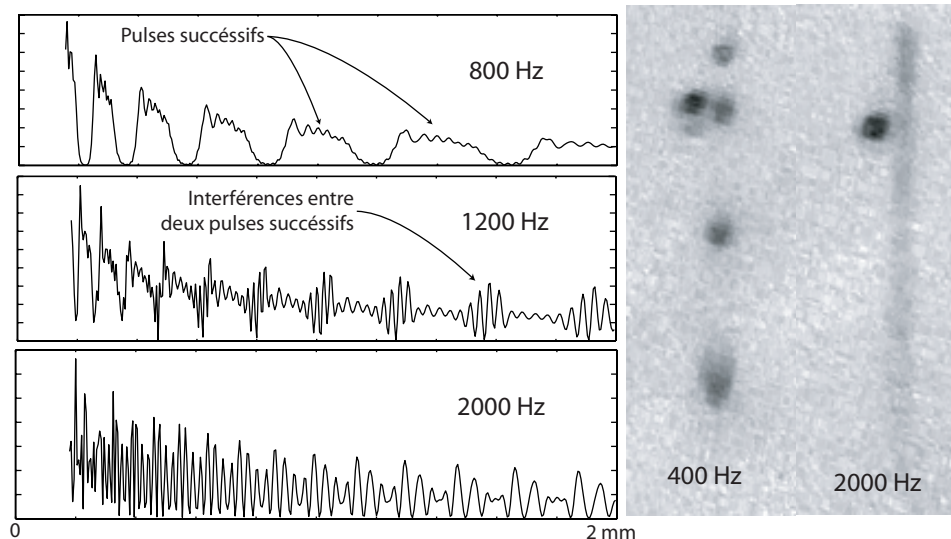 Pulses succéssifs
800 Hz
Interférences entre
deux pulses succéssifs
1200 Hz
2000 Hz
0
2 mm
400 Hz
2000 Hz